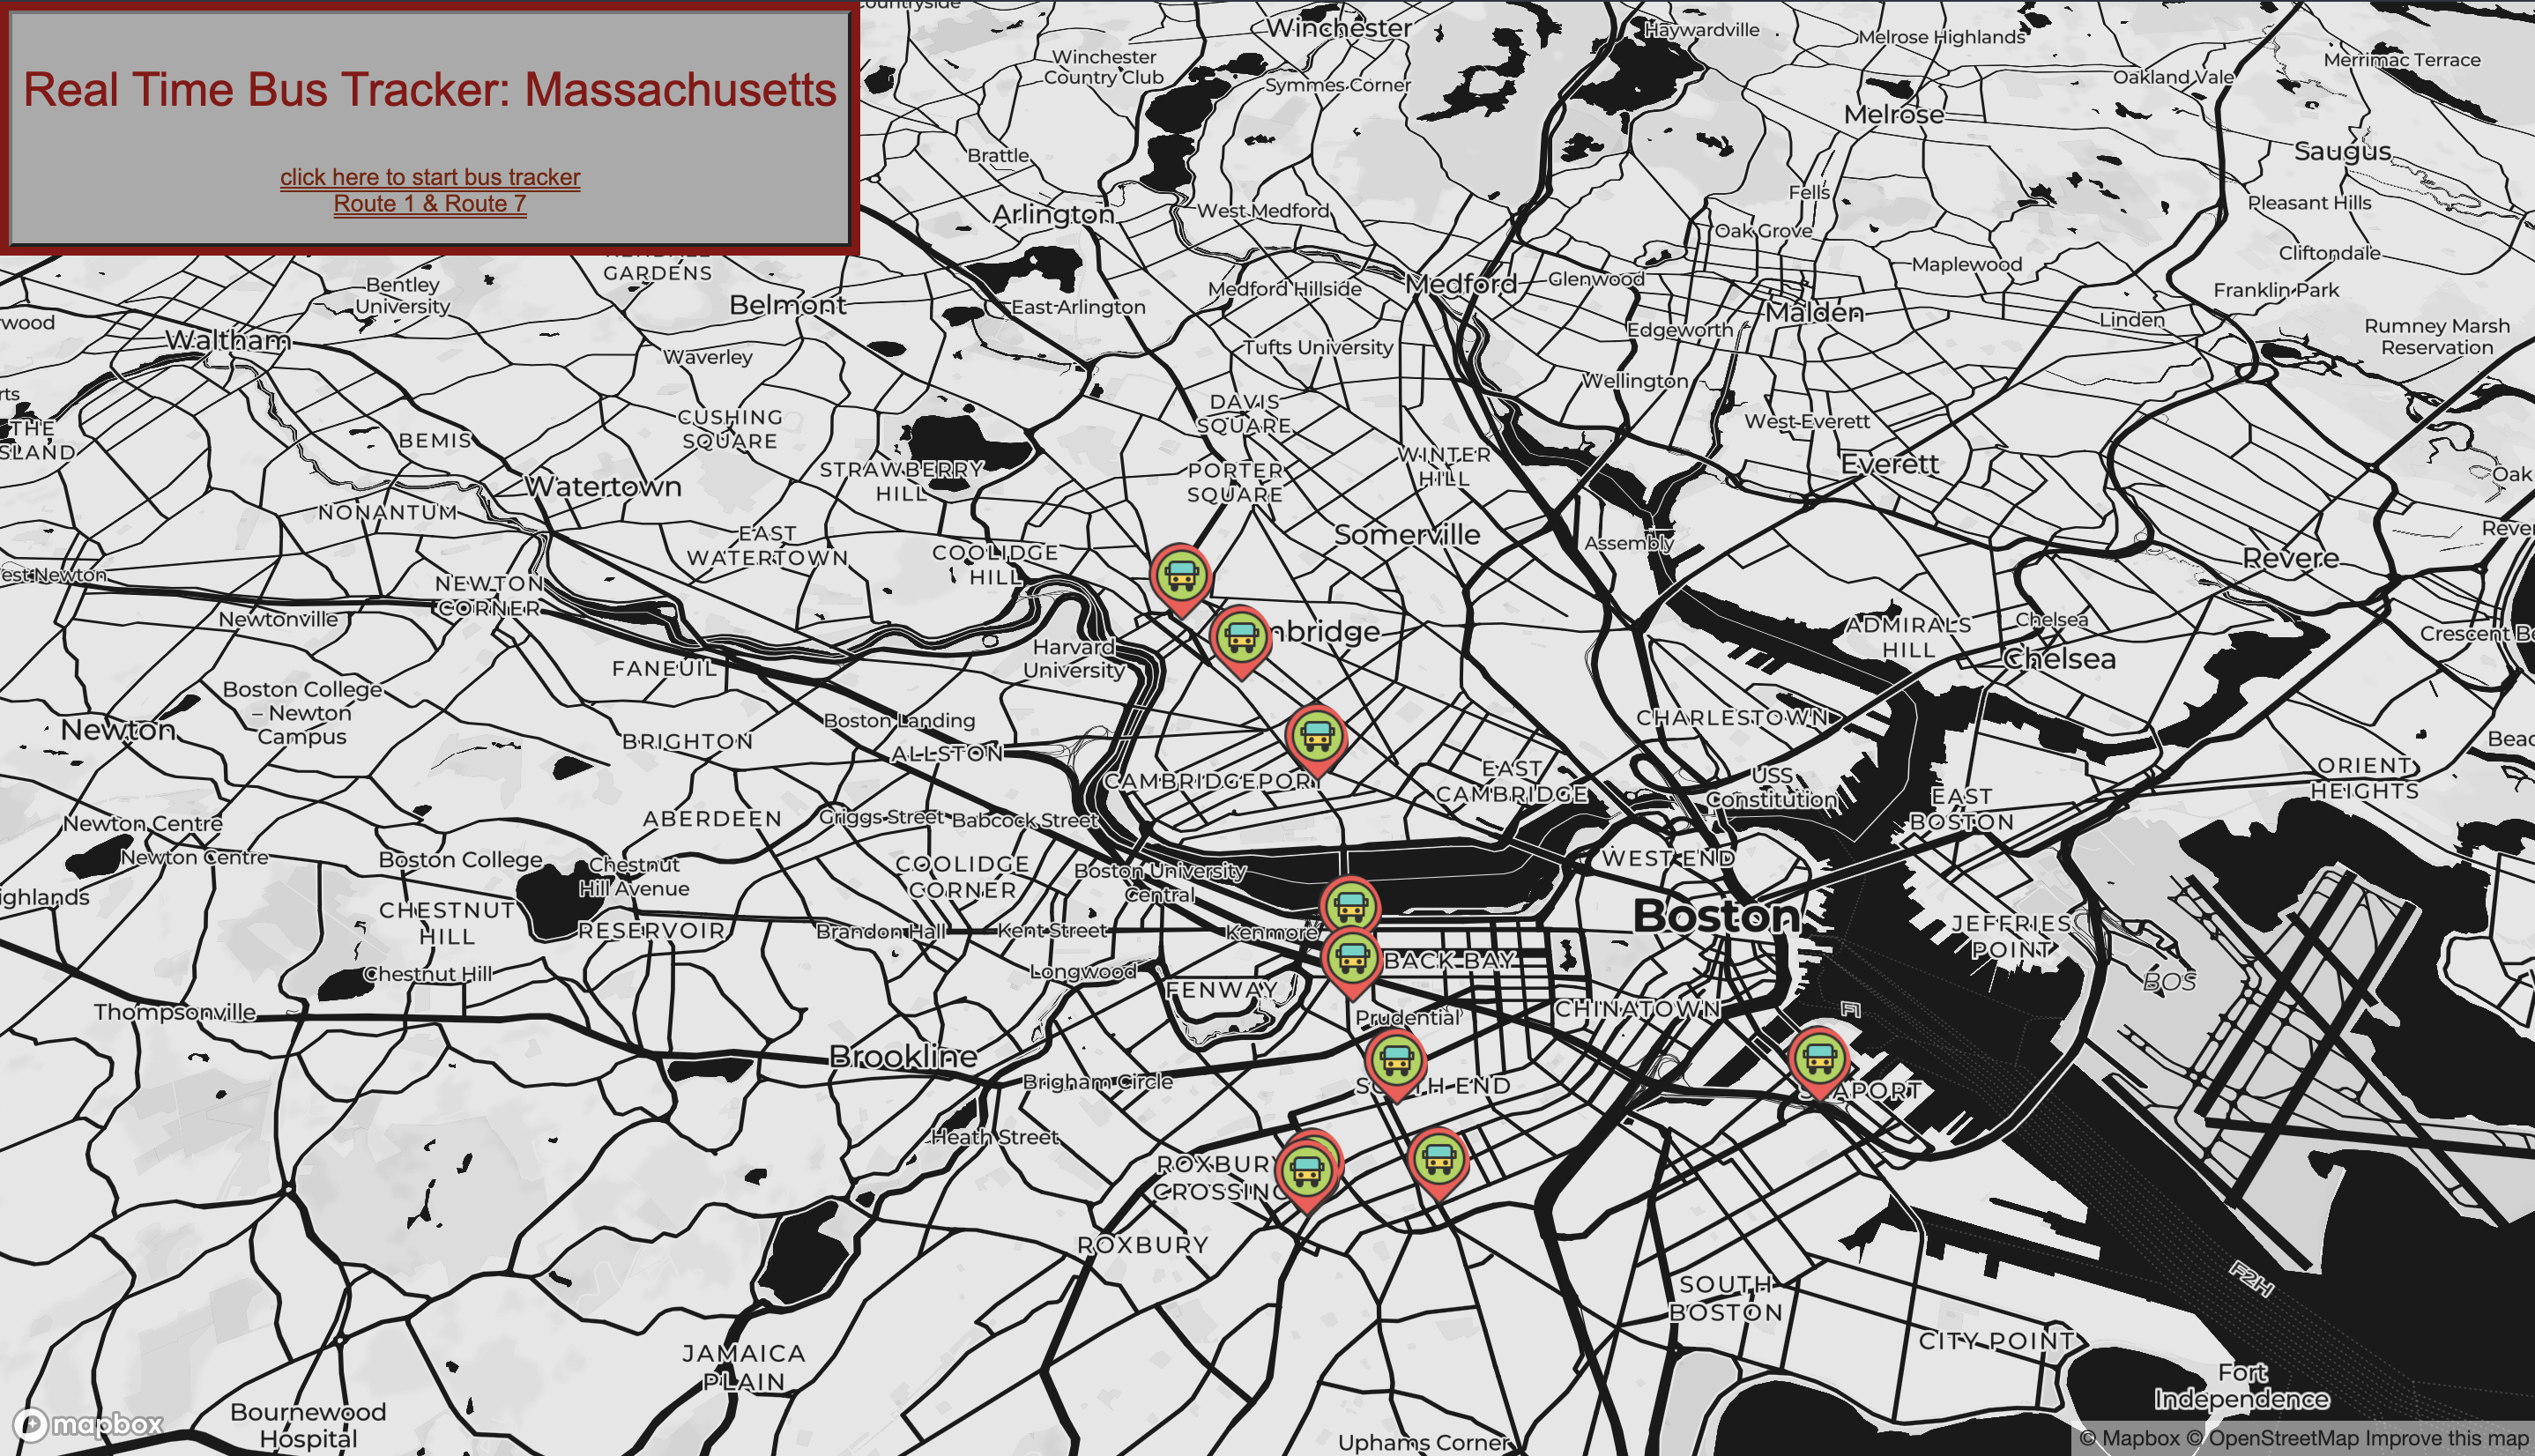 Real Time Bus Tracker: Massachusetts
click here to start bus tracker
Route 1 & Route 7
Winchester
Haywardville
Melrose Highlands
Merrimac Terrace
Winchester
Country Club
Symmes Corner
Oakland Vale
Melrose
Brattle
Saugus
Fells
Pleasant Hills
Arlington
West Medford
Oak Grove
Cliftondale
GARDENS
Bentley
University
Belmont
East Arlington
Medford Hillside
Medford
Glenwood
Maplewood
Franklin Park
Malden
Linden
Edgeworth
Rumney Marsh
Reservation
Waltham
Waverley
Tufts University
Wellington
CUSHING
SQUARE
DAVIS
SQUARE
West Everett
THE
BEMIS
STRAWBERRY
HILL
PORTER
SQUARE
WINTER
HILL
Everett
Oak
Watertown
NONANTUM
EAST
WATERTOWN
COOLIDGE
HILL
Somerville
Assembly
Revere
NEWTON
CORNER
Newtonville
Harvard
University
FANEUIL
ADMIRALS
HILL
Chelsea
Chelsea
Boston College
– Newton
Campus
Newton
BRIGHTON
Boston Landing
ALLSTON
CAMBRIDGEPORT
CHARLESTOWN
EAST
CAMBRIDGE
USS
Constitution
EAST
BOSTON
ORIENT
HEIGHTS
Newton Centre
Newton Centre
ABERDEEN
Griggs Street
Babcock Street
Boston College
Chestnut
Hill Avenue
COOLIDGE
CORNER
Boston University
Central
WEST END
Boston
CHESTNUT
HILL
RESERVOIR
Brandon Hall
Kent Street
Kenmore
BACK BAY
JEFFRIES
POINT
BOS
Chestnut Hill
Longwood
FENWAY
Thompsonville
Prudential
CHINATOWN
F1
Brookline
Brigham Circle
SOUTH END
SEAPORT
Heath Street
ROXBURY
CROSSING
ROXBURY
SOUTH
BOSTON
F2H
CITY POINT
JAMAICA
PLAIN
Fort
Independence
Bournewood
Hospital
Uphams Corner
mapbox
© Mapbox © OpenStreetMap Improve this map